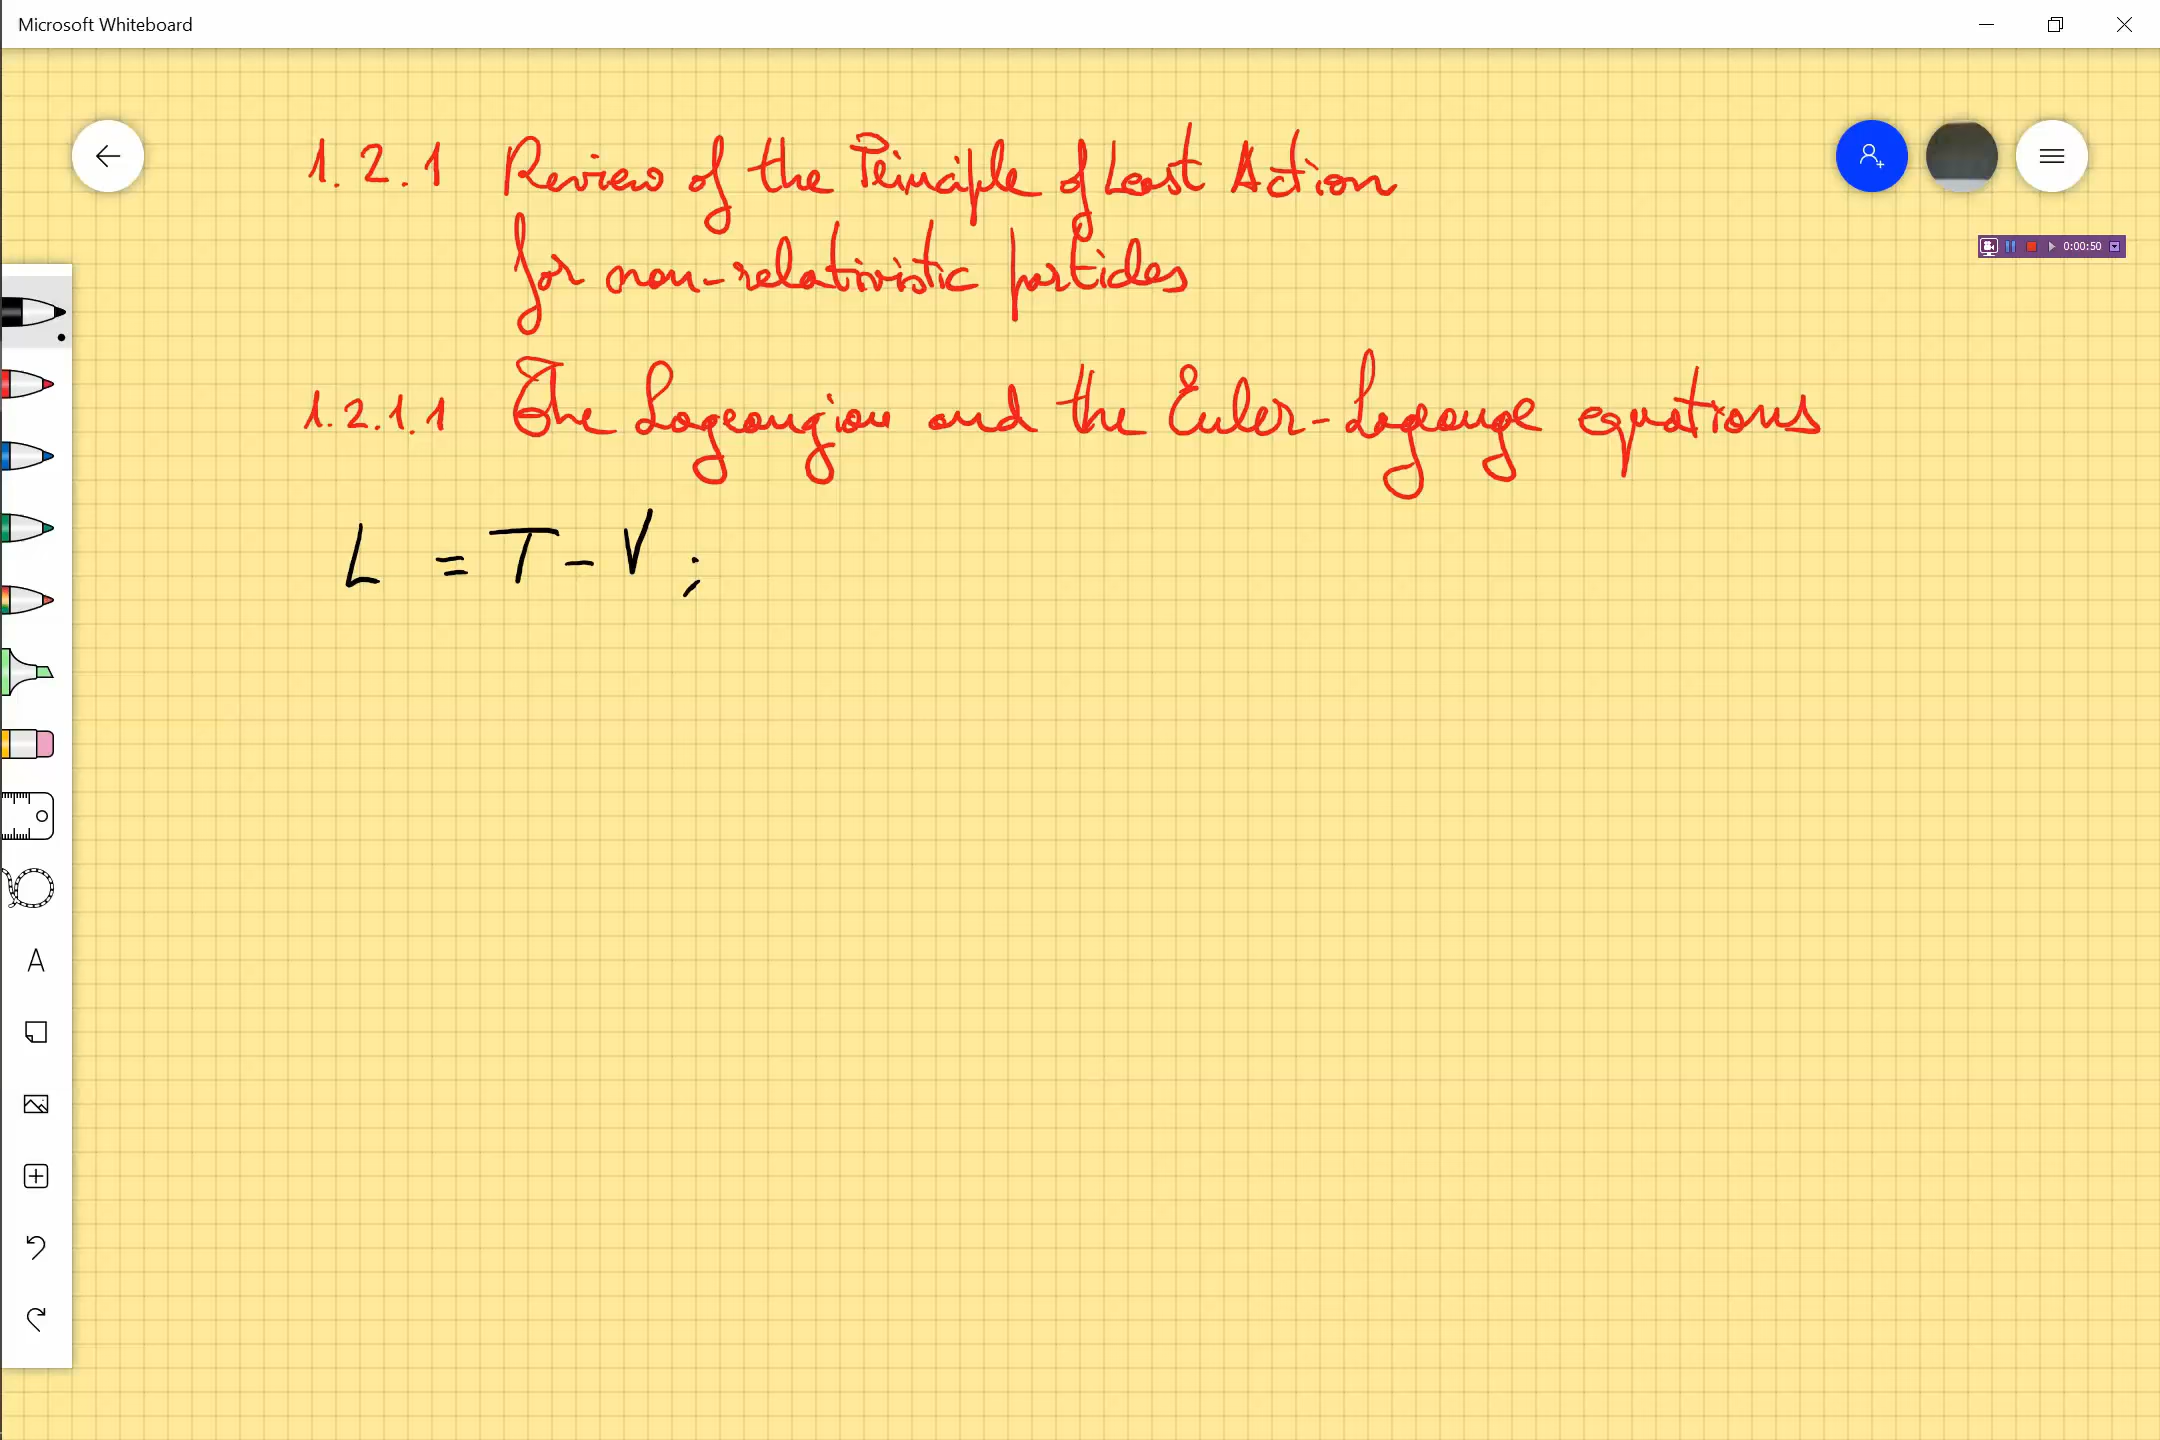 Microsoft Whiteboard
1.2.1 Review of the Principle of Least Action
for non-relativistic particles
0:00:50
1.2.1.1 The Lagrangian and the Euler-Lagrange equations
L = T - V ;
A